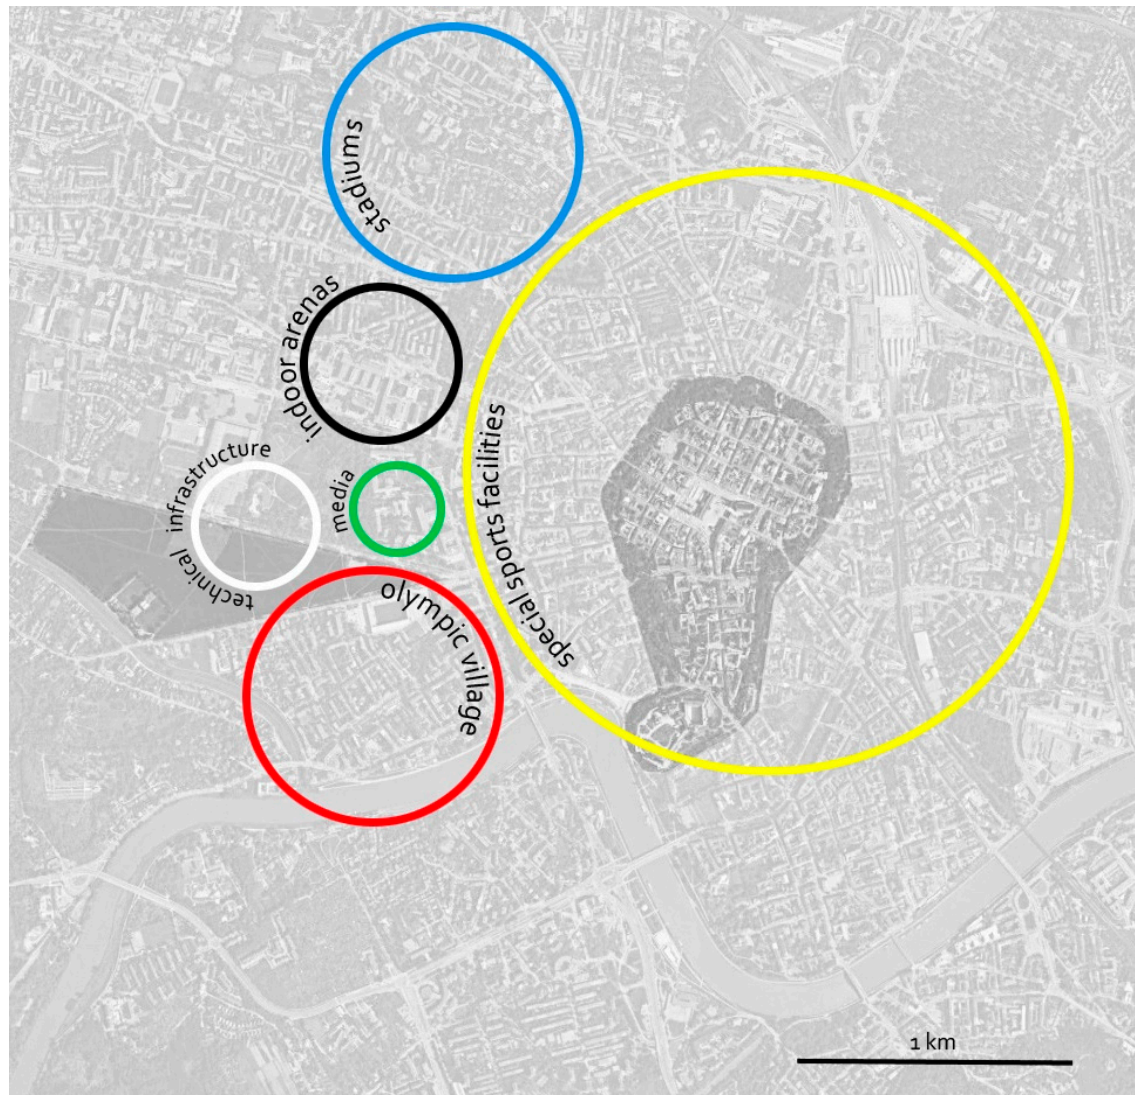 stadiums
indoor arenas
technical infrastructure
media
special sports facilities
olympic village
1 km